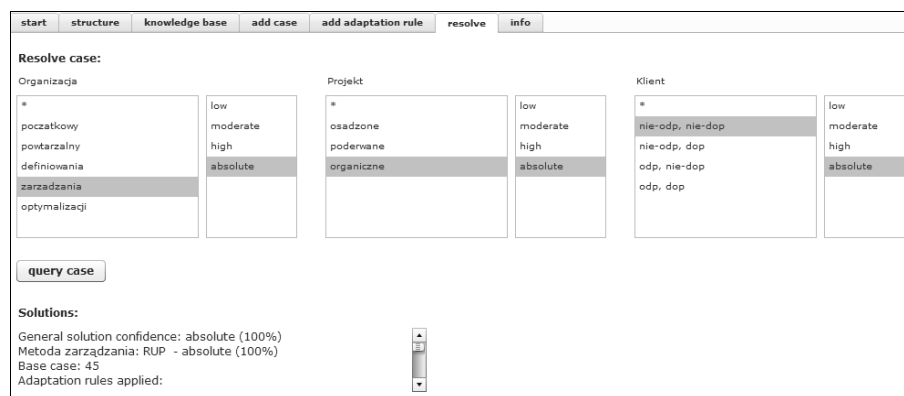 start structure knowledge base add case add adaptation rule resolve info
Resolve case:
Organizacja Projekt Klient
* low * low * low
poczatkowy moderate osadzone moderate nie-odp, nie-dop moderate
powtarzalny high poderwane high nie-odp, dop high
definiowania absolute organiczne absolute odp, nie-dop absolute
zarzadzania odp, dop
optymalizacji
query case
Solutions:
General solution confidence: absolute (100%)
Metoda zarządzania: RUP - absolute (100%)
Base case: 45
Adaptation rules applied: